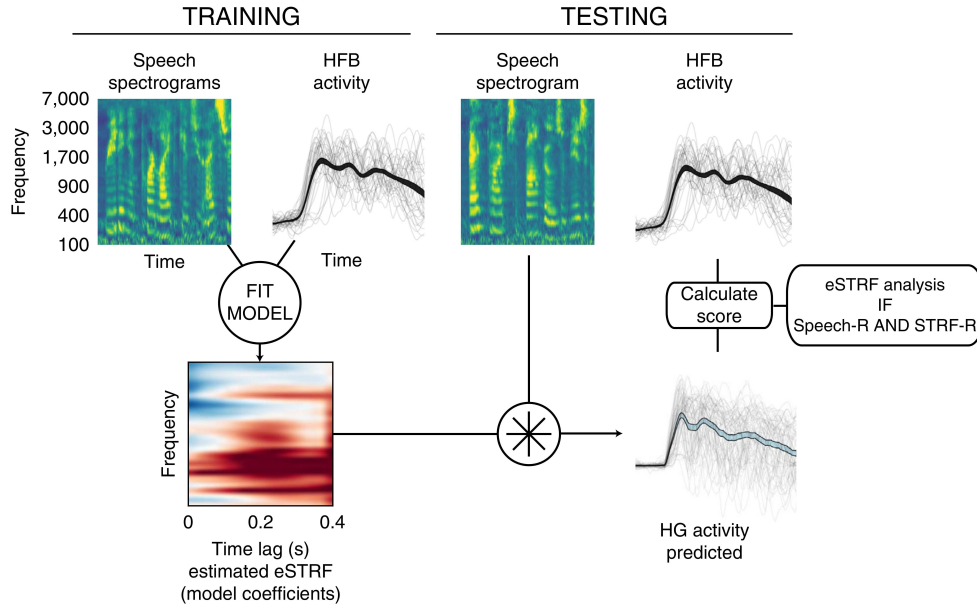 TRAINING
TESTING
Speech
spectrograms
HFB
activity
Speech
spectrogram
HFB
activity
Frequency
7,000
3,000
1,700
900
400
100
Time
Time
FIT
MODEL
Calculate
score
eSTRF analysis
IF
Speech-R AND STRF-R
Frequency
0
0.2
0.4
Time lag (s)
estimated eSTRF
(model coefficients)
HG activity
predicted